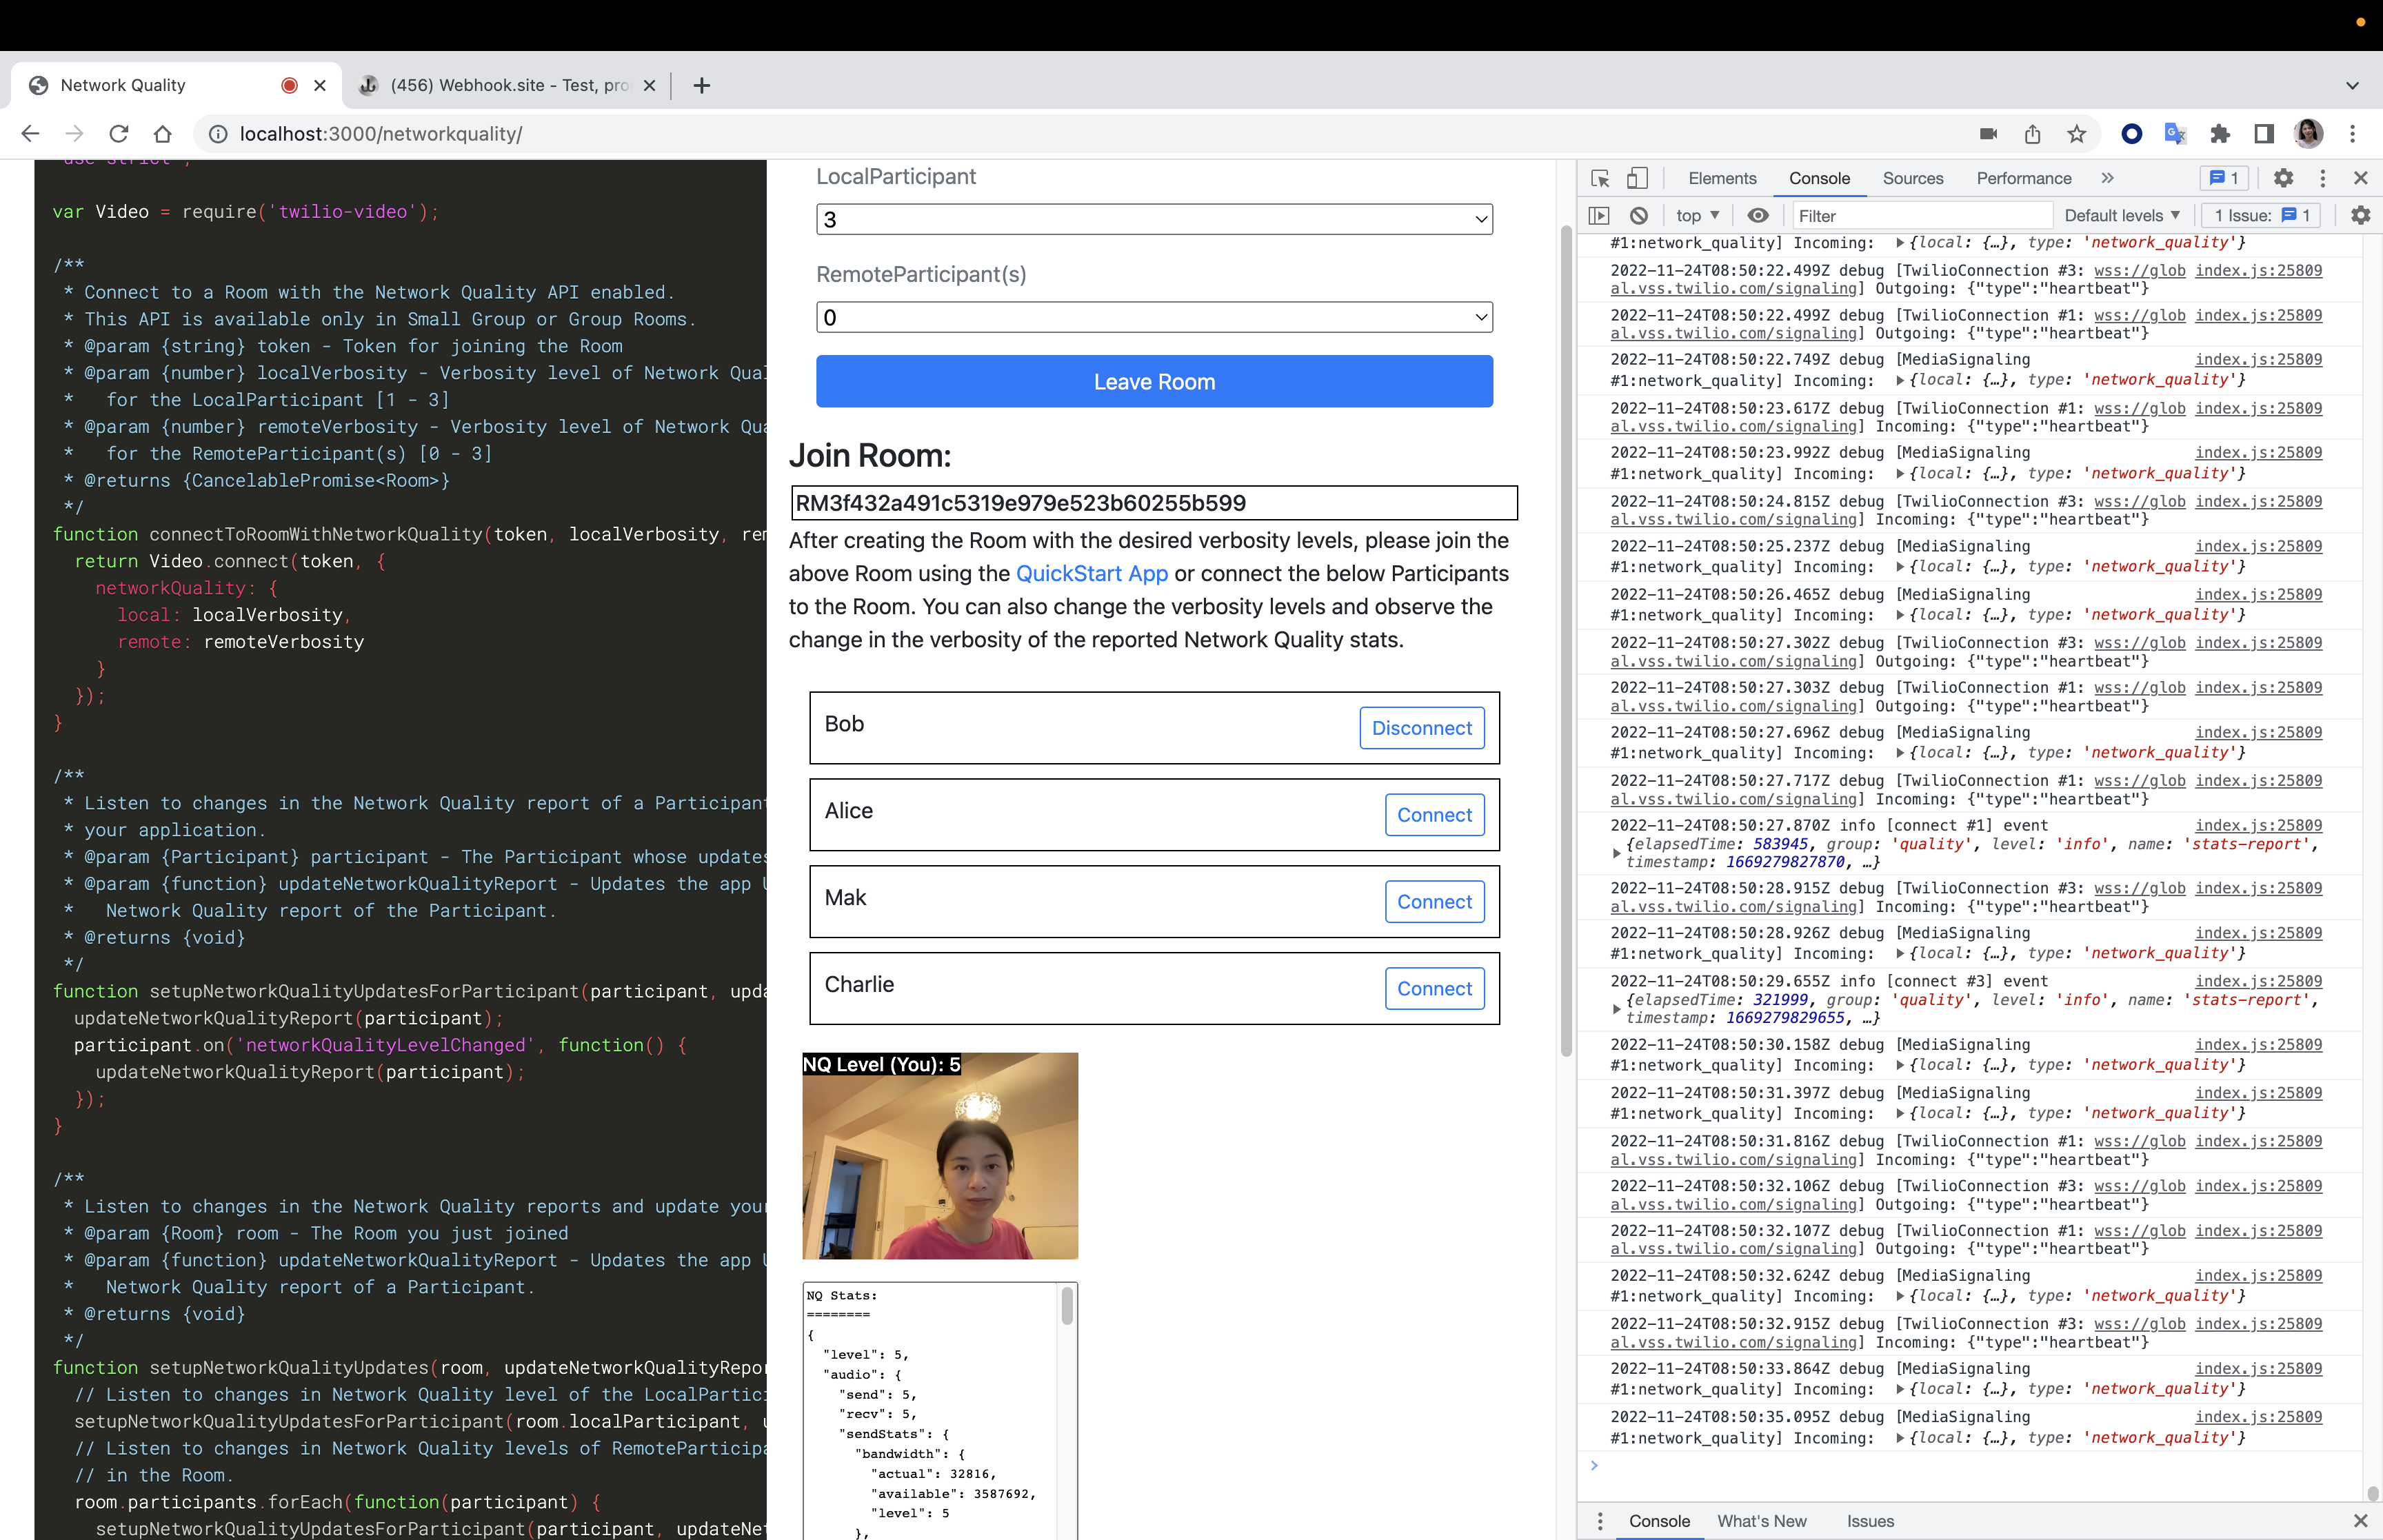 Network Quality
(456) Webhook.site - Test, pro
localhost:3000/networkquality/
var Video = require('twilio-video');
/**
* Connect to a Room with the Network Quality API enabled.
* This API is available only in Small Group or Group Rooms.
* @param {string} token - Token for joining the Room
* @param {number} localVerbosity - Verbosity level of Network Qual
*   for the LocalParticipant [1 - 3]
* @param {number} remoteVerbosity - Verbosity level of Network Qua
*   for the RemoteParticipant(s) [0 - 3]
* @returns {CancelablePromise<Room>}
*/
function connectToRoomWithNetworkQuality(token, localVerbosity, rem
return Video.connect(token, {
networkQuality: {
local: localVerbosity,
remote: remoteVerbosity
}
});
}
/**
* Listen to changes in the Network Quality report of a Participant
* your application.
* @param {Participant} participant - The Participant whose updates
* @param {function} updateNetworkQualityReport - Updates the app U
*   Network Quality report of the Participant.
* @returns {void}
*/
function setupNetworkQualityUpdatesForParticipant(participant, upda
updateNetworkQualityReport(participant);
participant.on('networkQualityLevelChanged', function() {
updateNetworkQualityReport(participant);
});
}
/**
* Listen to changes in the Network Quality reports and update your
* @param {Room} room - The Room you just joined
* @param {function} updateNetworkQualityReport - Updates the app U
*   Network Quality report of a Participant.
* @returns {void}
*/
function setupNetworkQualityUpdates(room, updateNetworkQualityRepor
// Listen to changes in Network Quality level of the LocalPartici
setupNetworkQualityUpdatesForParticipant(room.localParticipant, u
// Listen to changes in Network Quality levels of RemoteParticipa
// in the Room.
room.participants.forEach(function(participant) {
setupNetworkQualityUpdatesForParticipant(participant, updateNet
LocalParticipant
3
RemoteParticipant(s)
0
Leave Room
Join Room:
RM3f432a491c5319e979e523b60255b599
After creating the Room with the desired verbosity levels, please join the
above Room using the QuickStart App or connect the below Participants
to the Room. You can also change the verbosity levels and observe the
change in the verbosity of the reported Network Quality stats.
Bob Disconnect
Alice Connect
Mak Connect
Charlie Connect
NQ Level (You): 5
NQ Stats:
========
{
"level": 5,
"audio": {
"send": 5,
"recv": 5,
"sendStats": {
"bandwidth": {
"actual": 32816,
"available": 3587692,
"level": 5
},
Elements Console Sources Performance » 1
top Filter Default levels 1 Issue: 1
#1:network_quality] Incoming: {local: {…}, type: 'network_quality'}
2022-11-24T08:50:22.499Z debug [TwilioConnection #3: wss://glob index.js:25809
al.vss.twilio.com/signaling] Outgoing: {"type":"heartbeat"}
2022-11-24T08:50:22.499Z debug [TwilioConnection #1: wss://glob index.js:25809
al.vss.twilio.com/signaling] Outgoing: {"type":"heartbeat"}
2022-11-24T08:50:22.749Z debug [MediaSignaling index.js:25809
#1:network_quality] Incoming: {local: {…}, type: 'network_quality'}
2022-11-24T08:50:23.617Z debug [TwilioConnection #1: wss://glob index.js:25809
al.vss.twilio.com/signaling] Incoming: {"type":"heartbeat"}
2022-11-24T08:50:23.992Z debug [MediaSignaling index.js:25809
#1:network_quality] Incoming: {local: {…}, type: 'network_quality'}
2022-11-24T08:50:24.815Z debug [TwilioConnection #3: wss://glob index.js:25809
al.vss.twilio.com/signaling] Incoming: {"type":"heartbeat"}
2022-11-24T08:50:25.237Z debug [MediaSignaling index.js:25809
#1:network_quality] Incoming: {local: {…}, type: 'network_quality'}
2022-11-24T08:50:26.465Z debug [MediaSignaling index.js:25809
#1:network_quality] Incoming: {local: {…}, type: 'network_quality'}
2022-11-24T08:50:27.302Z debug [TwilioConnection #3: wss://glob index.js:25809
al.vss.twilio.com/signaling] Outgoing: {"type":"heartbeat"}
2022-11-24T08:50:27.303Z debug [TwilioConnection #1: wss://glob index.js:25809
al.vss.twilio.com/signaling] Outgoing: {"type":"heartbeat"}
2022-11-24T08:50:27.696Z debug [MediaSignaling index.js:25809
#1:network_quality] Incoming: {local: {…}, type: 'network_quality'}
2022-11-24T08:50:27.717Z debug [TwilioConnection #1: wss://glob index.js:25809
al.vss.twilio.com/signaling] Incoming: {"type":"heartbeat"}
2022-11-24T08:50:27.870Z info [connect #1] event index.js:25809
{elapsedTime: 583945, group: 'quality', level: 'info', name: 'stats-report',
timestamp: 1669279827870, …}
2022-11-24T08:50:28.915Z debug [TwilioConnection #3: wss://glob index.js:25809
al.vss.twilio.com/signaling] Incoming: {"type":"heartbeat"}
2022-11-24T08:50:28.926Z debug [MediaSignaling index.js:25809
#1:network_quality] Incoming: {local: {…}, type: 'network_quality'}
2022-11-24T08:50:29.655Z info [connect #3] event index.js:25809
{elapsedTime: 321999, group: 'quality', level: 'info', name: 'stats-report',
timestamp: 1669279829655, …}
2022-11-24T08:50:30.158Z debug [MediaSignaling index.js:25809
#1:network_quality] Incoming: {local: {…}, type: 'network_quality'}
2022-11-24T08:50:31.397Z debug [MediaSignaling index.js:25809
#1:network_quality] Incoming: {local: {…}, type: 'network_quality'}
2022-11-24T08:50:31.816Z debug [TwilioConnection #1: wss://glob index.js:25809
al.vss.twilio.com/signaling] Incoming: {"type":"heartbeat"}
2022-11-24T08:50:32.106Z debug [TwilioConnection #3: wss://glob index.js:25809
al.vss.twilio.com/signaling] Outgoing: {"type":"heartbeat"}
2022-11-24T08:50:32.107Z debug [TwilioConnection #1: wss://glob index.js:25809
al.vss.twilio.com/signaling] Outgoing: {"type":"heartbeat"}
2022-11-24T08:50:32.624Z debug [MediaSignaling index.js:25809
#1:network_quality] Incoming: {local: {…}, type: 'network_quality'}
2022-11-24T08:50:32.915Z debug [TwilioConnection #3: wss://glob index.js:25809
al.vss.twilio.com/signaling] Incoming: {"type":"heartbeat"}
2022-11-24T08:50:33.864Z debug [MediaSignaling index.js:25809
#1:network_quality] Incoming: {local: {…}, type: 'network_quality'}
2022-11-24T08:50:35.095Z debug [MediaSignaling index.js:25809
#1:network_quality] Incoming: {local: {…}, type: 'network_quality'}
Console What's New Issues